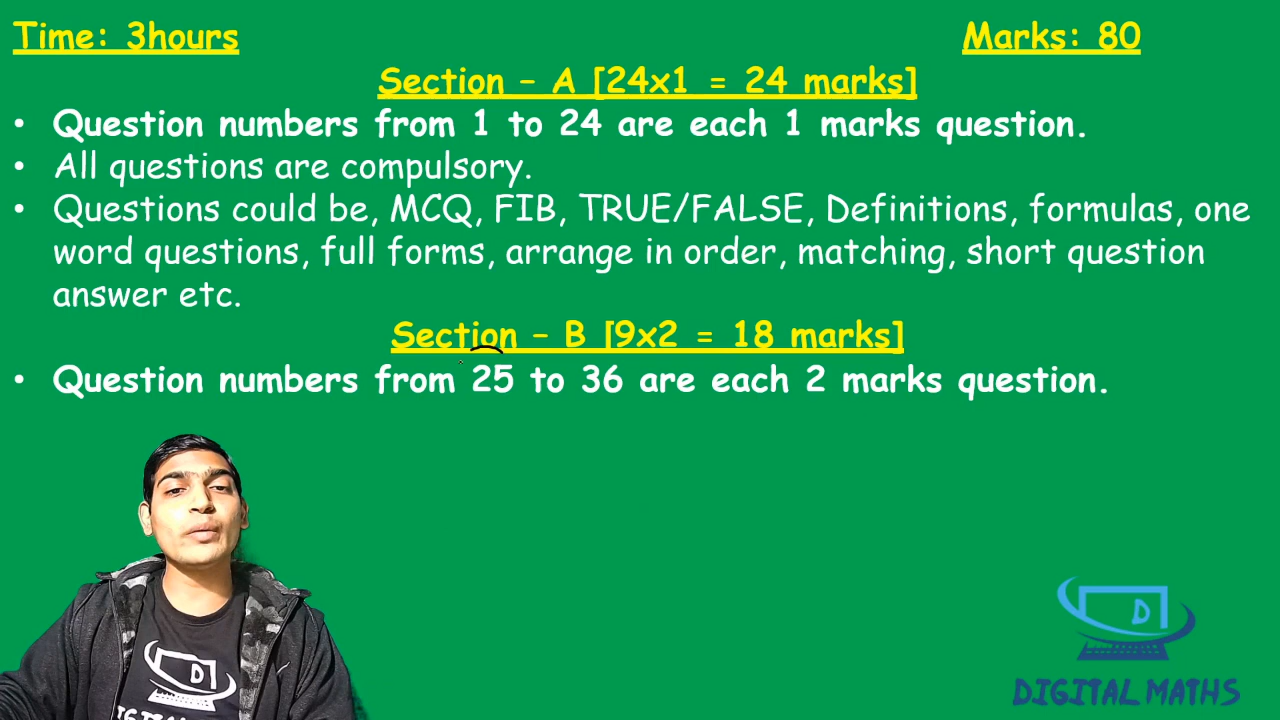 Time: 3hours
Marks: 80
Section – A [24x1 = 24 marks]
• Question numbers from 1 to 24 are each 1 marks question.
• All questions are compulsory.
• Questions could be, MCQ, FIB, TRUE/FALSE, Definitions, formulas, one
word questions, full forms, arrange in order, matching, short question
answer etc.
Section – B [9x2 = 18 marks]
• Question numbers from 25 to 36 are each 2 marks question.
D
D
DIGITAL MATHS